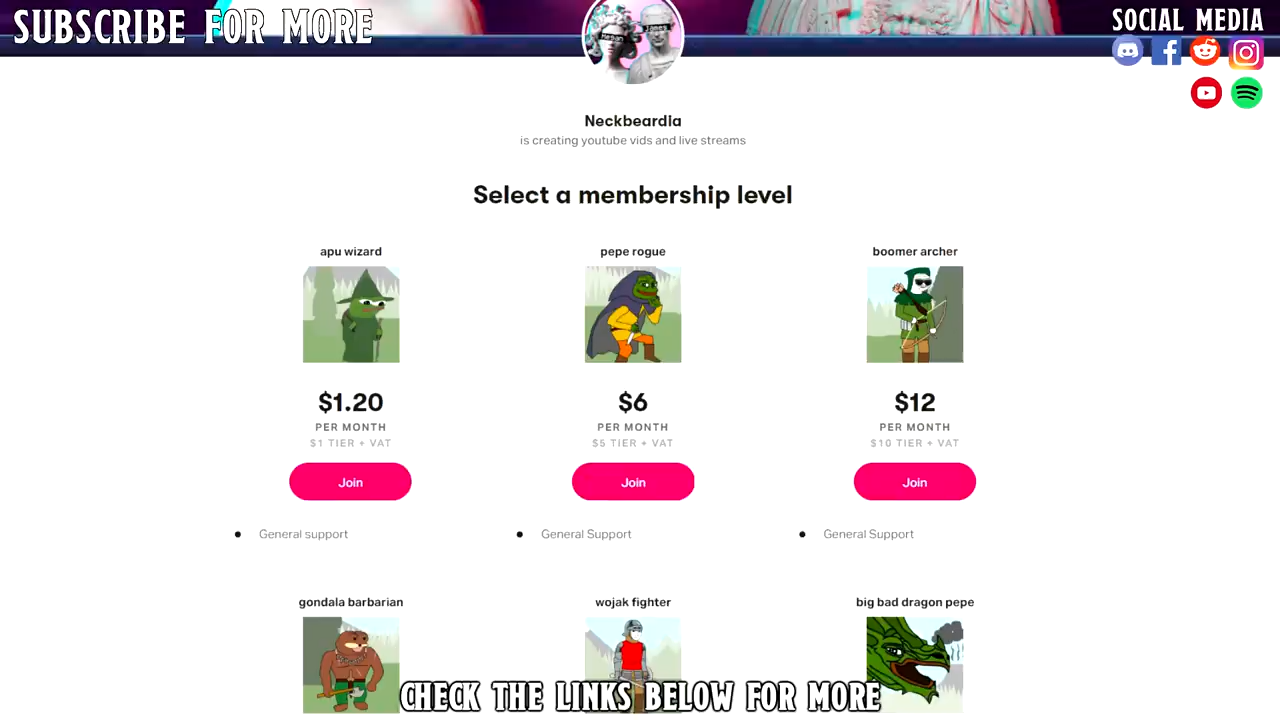 SUBSCRIBE FOR MORE
SOCIAL MEDIA
Megan
James
Neckbeardia
is creating youtube vids and live streams
Select a membership level
apu wizard
pepe rogue
boomer archer
$1.20
$6
$12
PER MONTH
PER MONTH
PER MONTH
$1 TIER + VAT
$5 TIER + VAT
$10 TIER + VAT
Join
Join
Join
General support
General Support
General Support
gondala barbarian
wojak fighter
big bad dragon pepe
CHECK THE LINKS BELOW FOR MORE